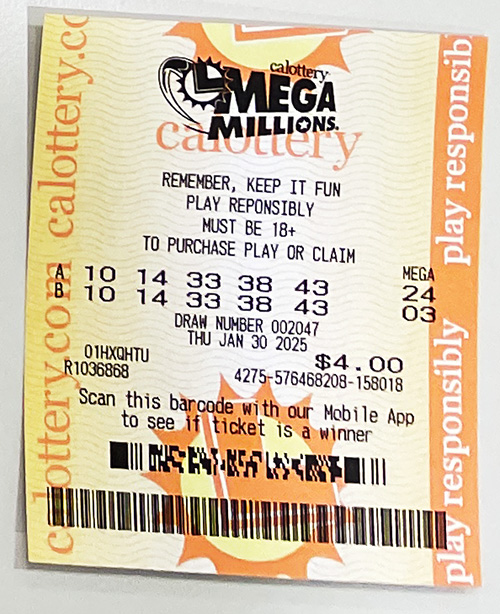 calottery
MEGA
MILLIONS.
calottery
REMEMBER, KEEP IT FUN
PLAY REPONSIBLY
MUST BE 18+
TO PURCHASE PLAY OR CLAIM
MEGA
A 10 14 33 38 43 24
B 10 14 33 38 43 03
DRAW NUMBER 002047
THU JAN 30 2025
01HXQHTU $4.00
R1036868 4275-576468208-158018
Scan this barcode with our Mobile App
to see if ticket is a winner
calottery.com calottery.c
play responsibly play responsib